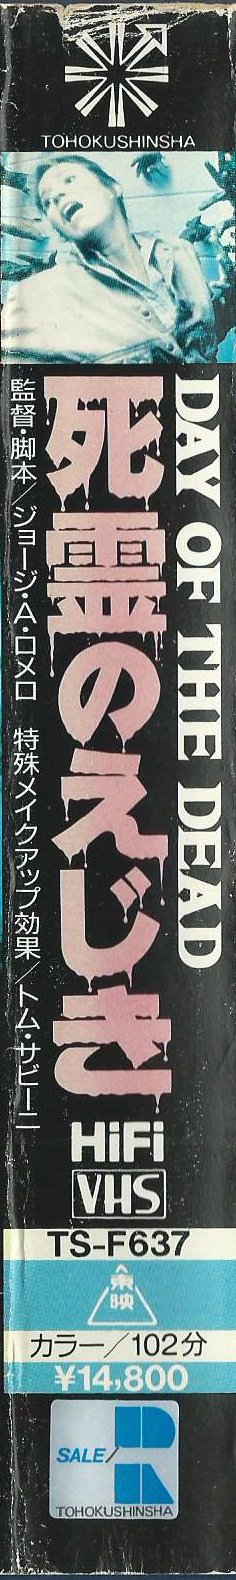 TOHOKUSHINSHA
DAY OF THE DEAD
死霊のえじき
監督・脚本/ジョージ・A・ロメロ 特殊メイクアップ効果/トム・サビーニ
HiFi
VHS
TS-F637
東映
カラー/102分
¥14,800
SALE/R
TOHOKUSHINSHA